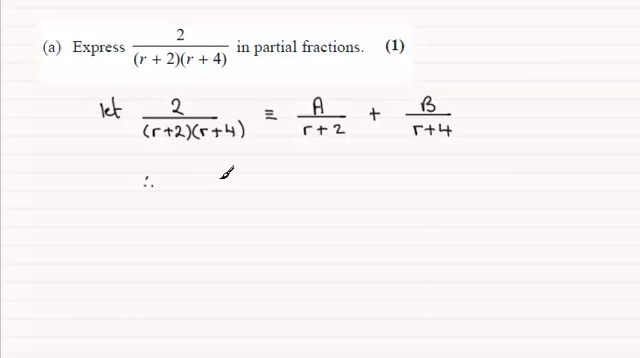 (a) Express 2/((r + 2)(r + 4)) in partial fractions. (1)
let 2/((r+2)(r+4)) ≡ A/(r+2) + B/(r+4)
∴